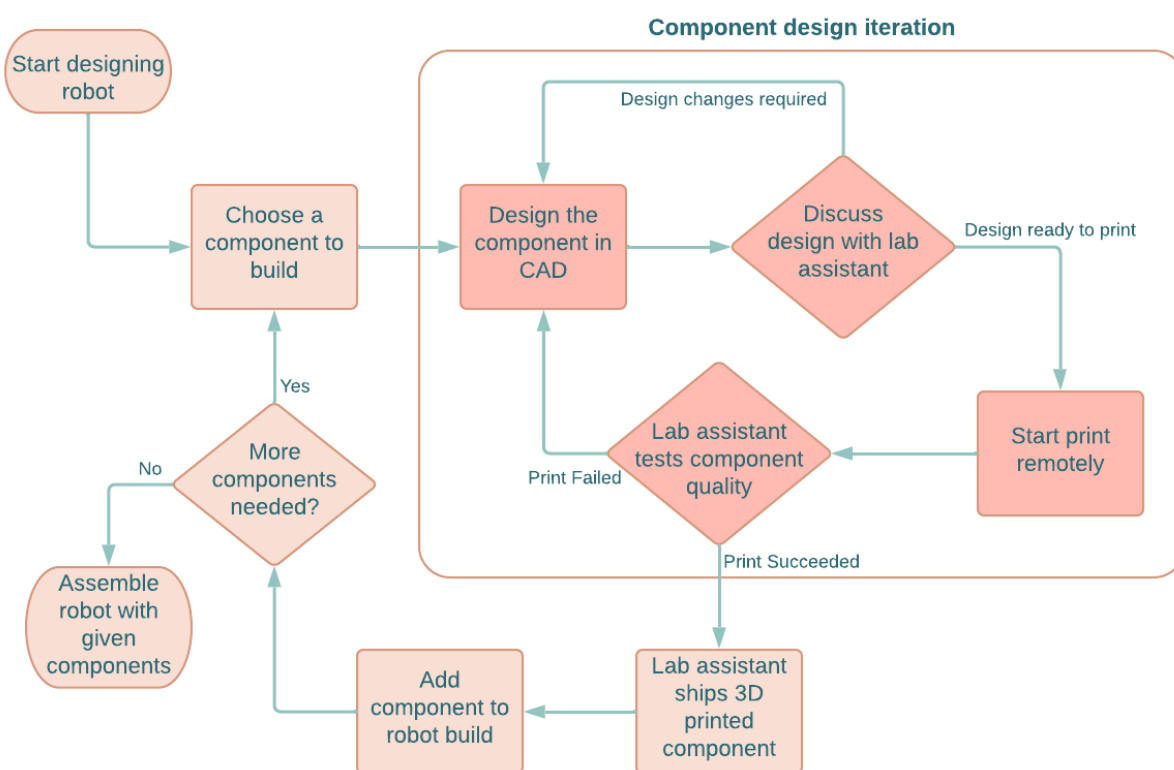 Component design iteration
Start designing
robot
Design changes required
Choose a
component to
build
Design the
component in
CAD
Discuss
design with lab
assistant
Design ready to print
Yes
More
components
needed?
No
Lab assistant
tests component
quality
Print Failed
Start print
remotely
Print Succeeded
Assemble
robot with
given
components
Add
component to
robot build
Lab assistant
ships 3D
printed
component